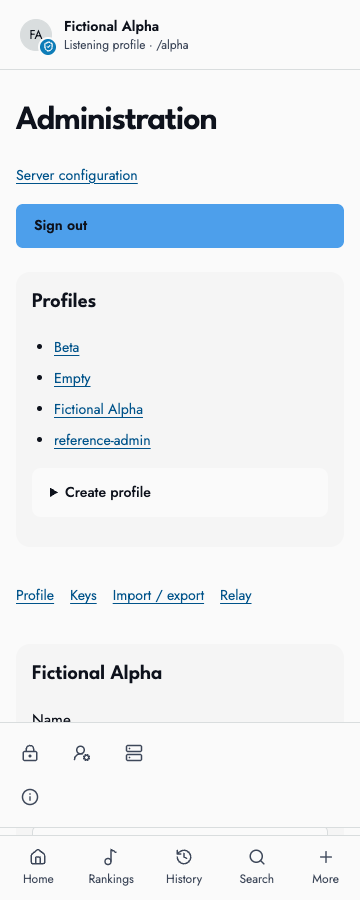 FA
Fictional Alpha
Listening profile · /alpha
Administration
Server configuration
Sign out
Profiles
Beta
Empty
Fictional Alpha
reference-admin
Create profile
Profile Keys Import / export Relay
Fictional Alpha
Name
Home Rankings History Search More